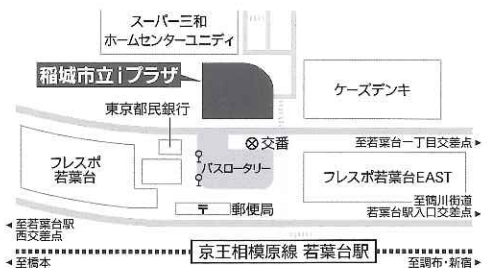 スーパー三和
ホームセンターユニディ
稲城市立iプラザ
ケーズデンキ
東京都民銀行
交番
至若葉台一丁目交差点
フレスポ
若葉台
バスロータリー
フレスポ若葉台EAST
至鶴川街道
若葉台駅入口交差点
〒 郵便局
至若葉台駅
西交差点
京王相模原線 若葉台駅
至橋本
至調布・新宿